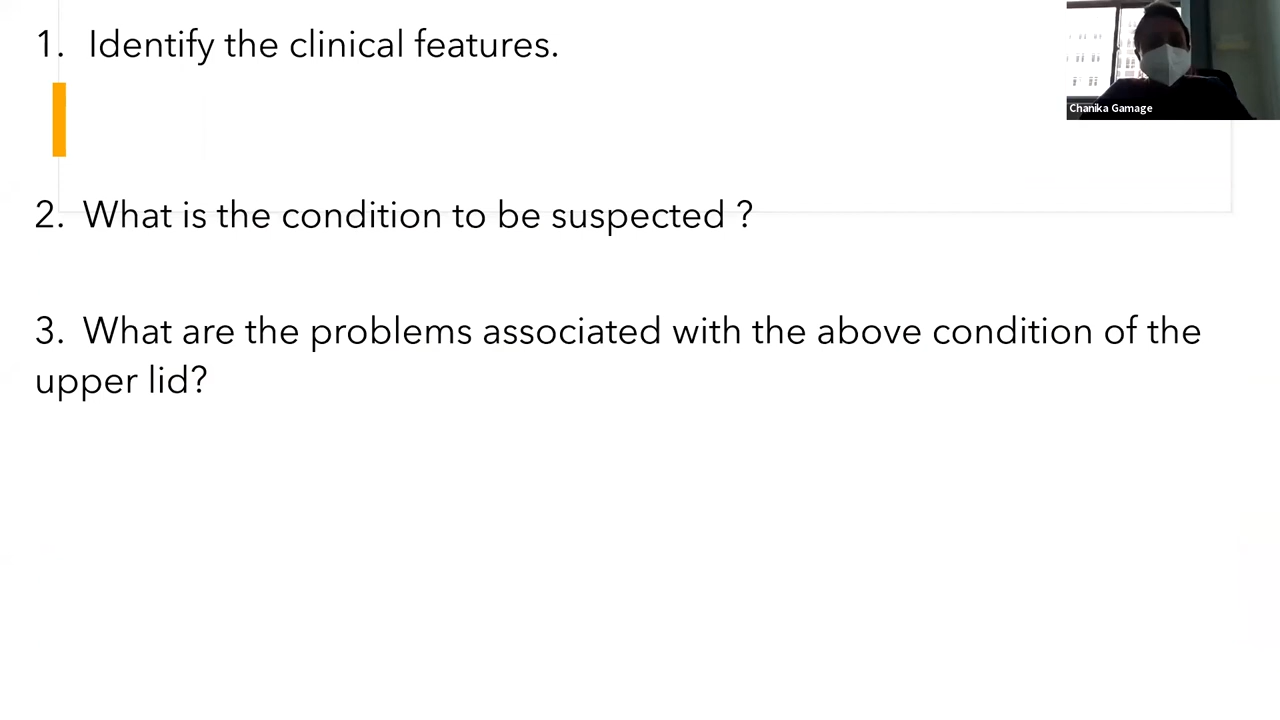 1. Identify the clinical features.
Chanika Gamage
2. What is the condition to be suspected ?
3. What are the problems associated with the above condition of the
upper lid?